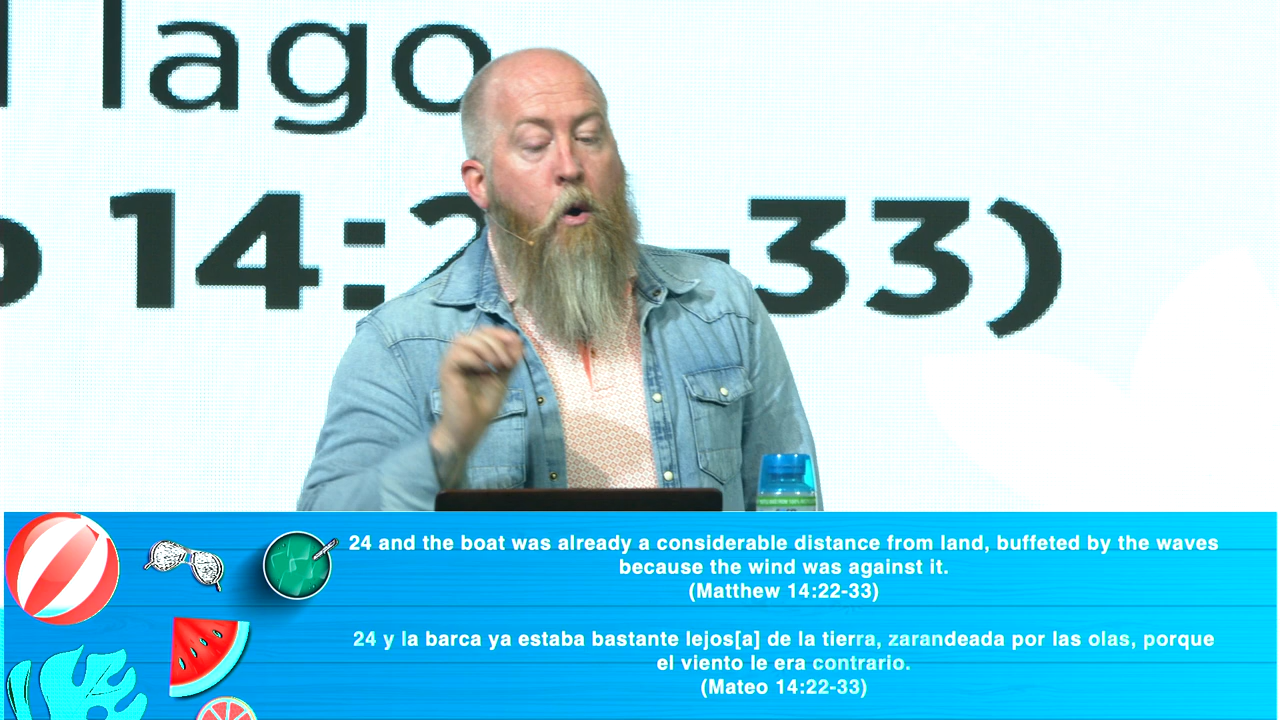 lago
14:2 -33)
24 and the boat was already a considerable distance from land, buffeted by the waves
because the wind was against it.
(Matthew 14:22-33)
24 y la barca ya estaba bastante lejos[a] de la tierra, zarandeada por las olas, porque
el viento le era contrario.
(Mateo 14:22-33)